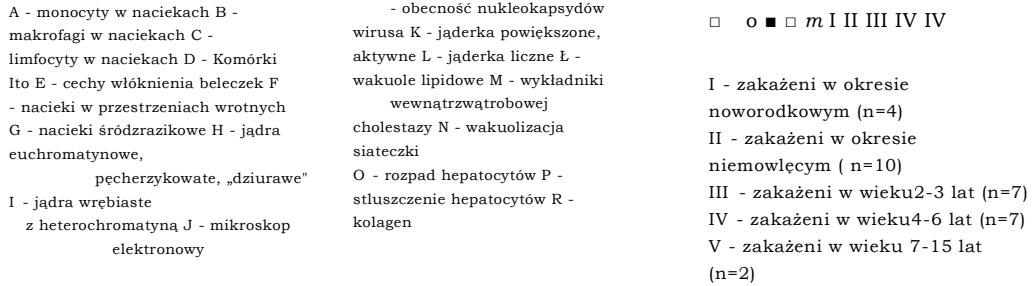 A - monocyty w naciekach B -
makrofagi w naciekach C -
limfocyty w naciekach D - Komórki
Ito E - cechy włóknienia beleczek F
- nacieki w przestrzeniach wrotnych
G - nacieki śródzrazikowe H - jądra
euchromatynowe,
pęcherzykowate, „dziurawe"
I - jądra wrębiaste
z heterochromatyną J - mikroskop
elektronowy
- obecność nukleokapsydów
wirusa K - jąderka powiększone,
aktywne L - jąderka liczne Ł -
wakuole lipidowe M - wykładniki
wewnątrzwątrobowej
cholestazy N - wakuolizacja
siateczki
O - rozpad hepatocytów P -
stłuszczenie hepatocytów R -
kolagen
□ o ■ □ m I II III IV IV
I - zakażeni w okresie
noworodkowym (n=4)
II - zakażeni w okresie
niemowlęcym ( n=10)
III - zakażeni w wieku2-3 lat (n=7)
IV - zakażeni w wieku4-6 lat (n=7)
V - zakażeni w wieku 7-15 lat
(n=2)